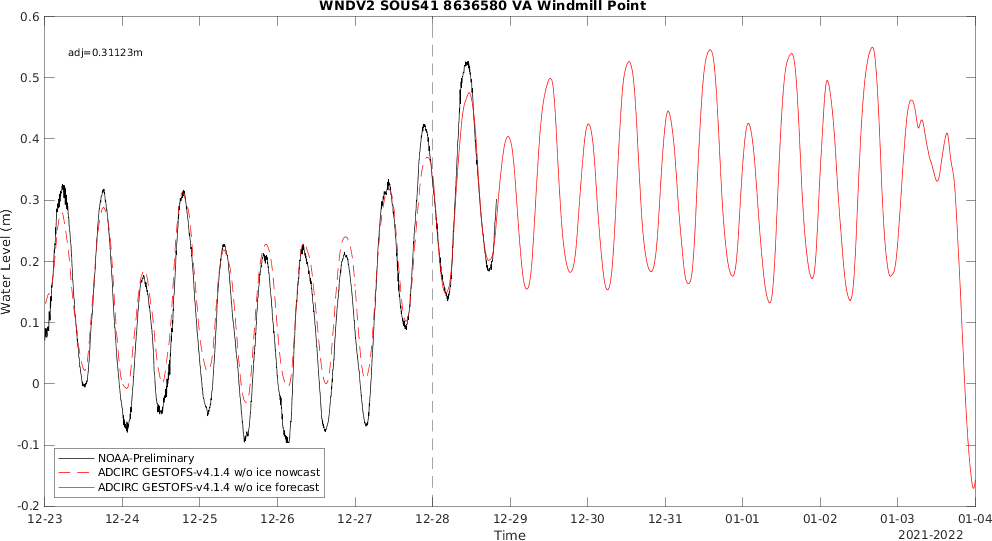 WNDV2 SOUS41 8636580 VA Windmill Point
adj=0.31123m
Water Level (m)
0.6
0.5
0.4
0.3
0.2
0.1
0
-0.1
-0.2
NOAA-Preliminary
ADCIRC GESTOFS-v4.1.4 w/o ice nowcast
ADCIRC GESTOFS-v4.1.4 w/o ice forecast
12-23 12-24 12-25 12-26 12-27 12-28 12-29 12-30 12-31 01-01 01-02 01-03 01-04
Time
2021-2022